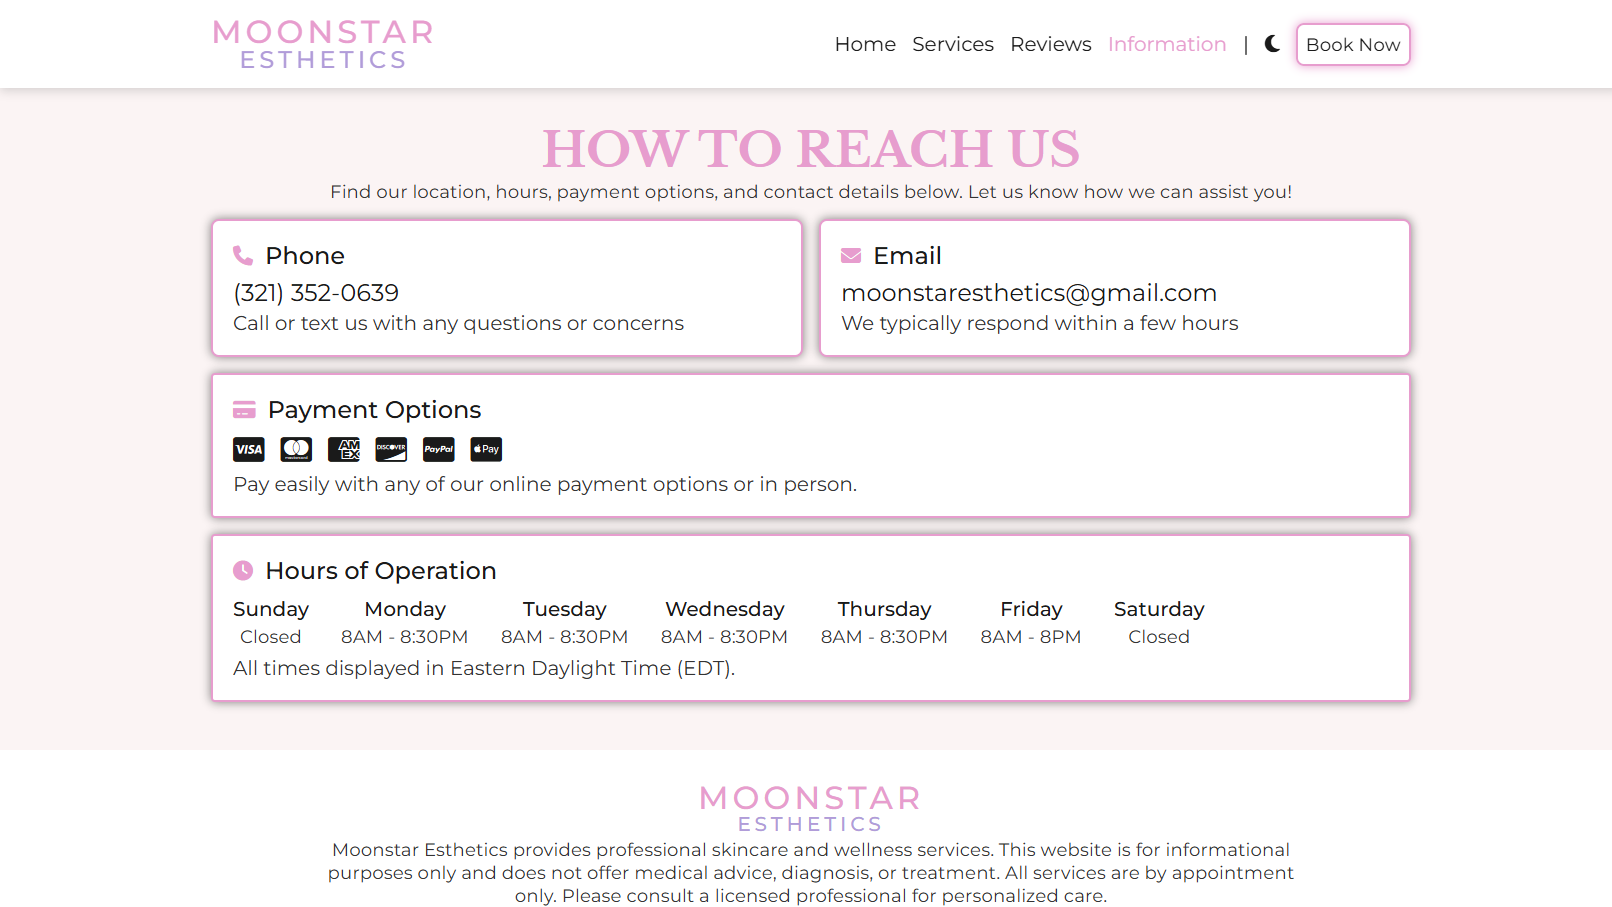 MOONSTAR
ESTHETICS
Home Services Reviews Information | Book Now
HOW TO REACH US
Find our location, hours, payment options, and contact details below. Let us know how we can assist you!
Phone
(321) 352-0639
Call or text us with any questions or concerns
Email
moonstaresthetics@gmail.com
We typically respond within a few hours
Payment Options
VISA mastercard AM EX DISCOVER PayPal Pay
Pay easily with any of our online payment options or in person.
Hours of Operation
Sunday Monday Tuesday Wednesday Thursday Friday Saturday
Closed 8AM - 8:30PM 8AM - 8:30PM 8AM - 8:30PM 8AM - 8:30PM 8AM - 8PM Closed
All times displayed in Eastern Daylight Time (EDT).
MOONSTAR
ESTHETICS
Moonstar Esthetics provides professional skincare and wellness services. This website is for informational
purposes only and does not offer medical advice, diagnosis, or treatment. All services are by appointment
only. Please consult a licensed professional for personalized care.